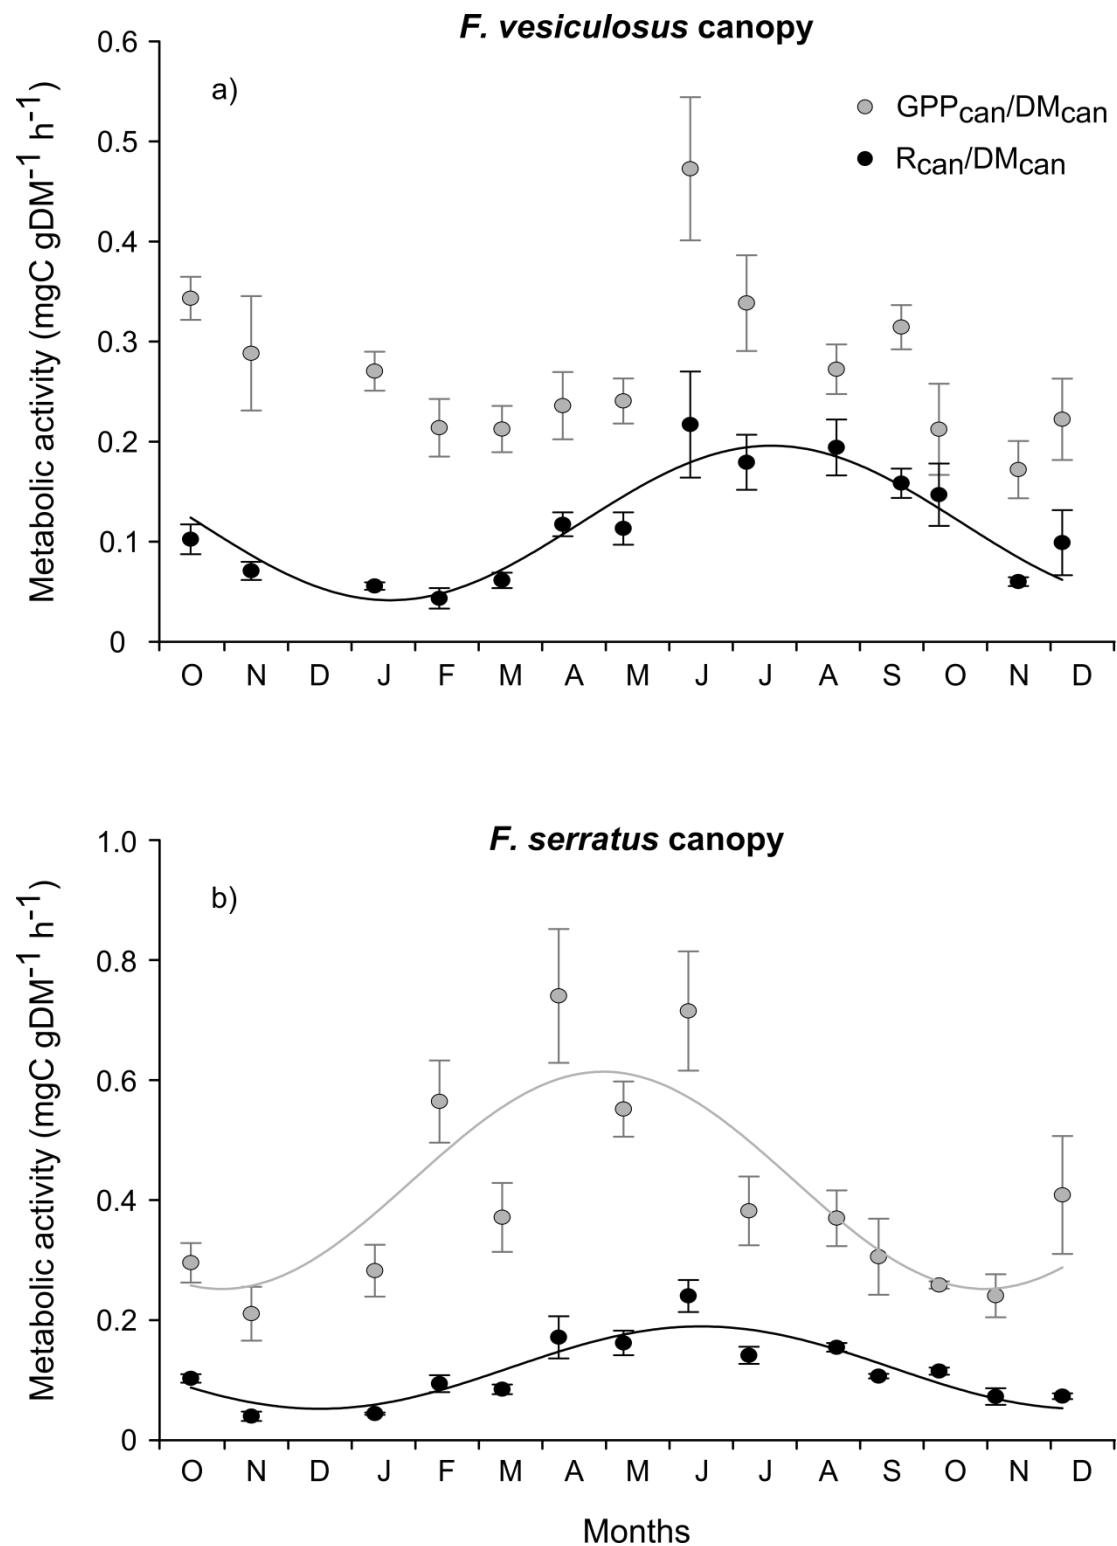 F. vesiculosus canopy
a)
GPPcan/DMcan
Rcan/DMcan
Metabolic activity (mgC gDM-1 h-1)
0.6
0.5
0.4
0.3
0.2
0.1
0
O N D J F M A M J J A S O N D
F. serratus canopy
b)
Metabolic activity (mgC gDM-1 h-1)
1.0
0.8
0.6
0.4
0.2
0
O N D J F M A M J J A S O N D
Months